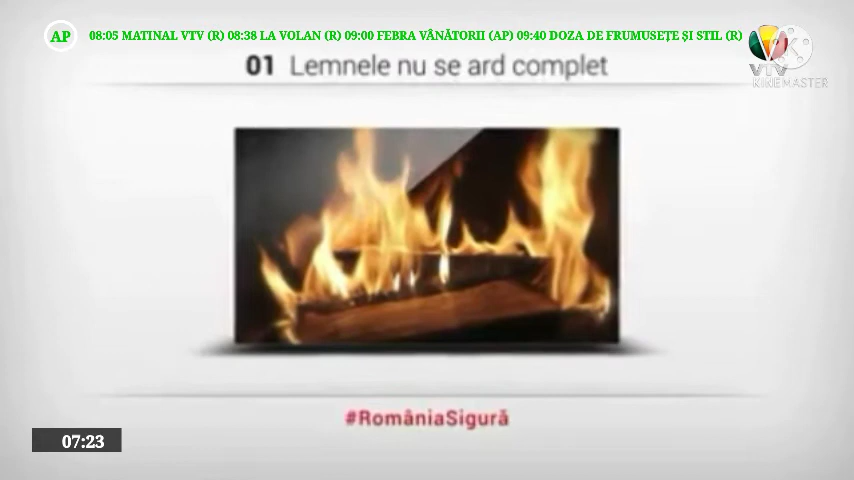 AP
08:05 MATINAL VTV (R) 08:38 LA VOLAN (R) 09:00 FEBRA VÂNĂTORII (AP) 09:40 DOZA DE FRUMUSEȚE ȘI STIL (R)
VTV
KINEMASTER
01 Lemnele nu se ard complet
#RomâniaSigură
07:23